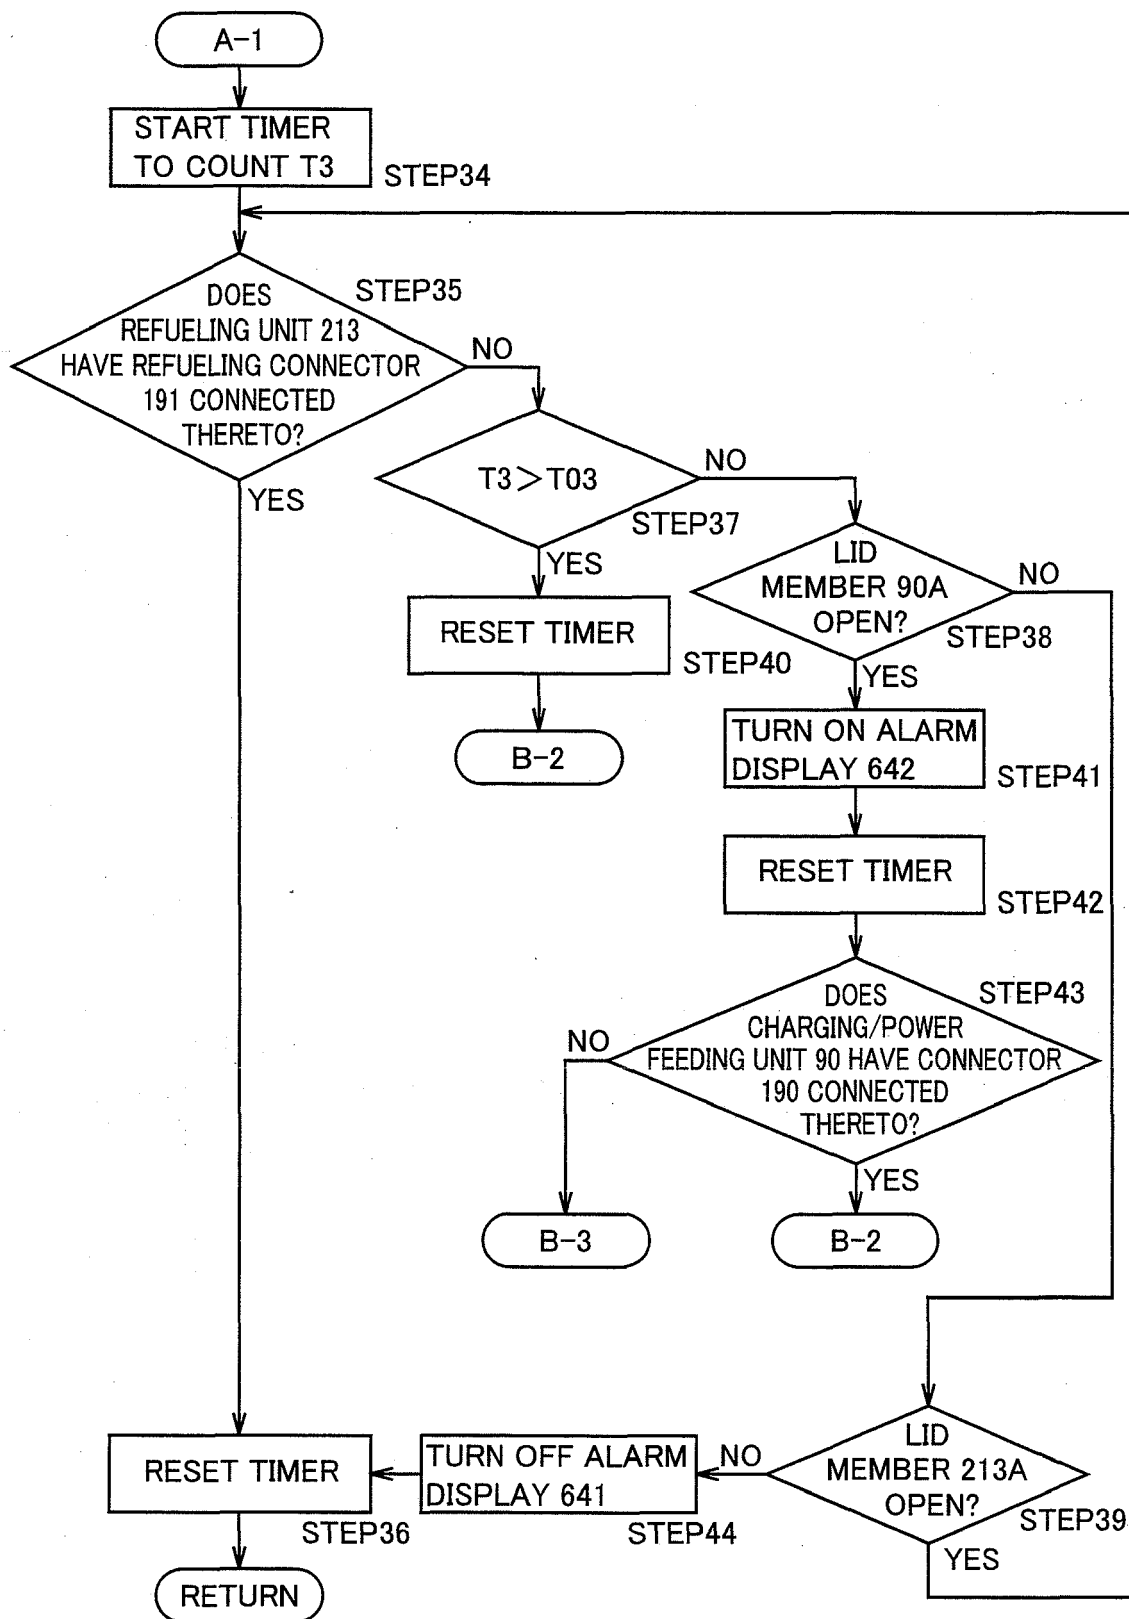 A-1
START TIMER
TO COUNT T3
STEP34
DOES
REFUELING UNIT 213
HAVE REFUELING CONNECTOR
191 CONNECTED
THERETO?
STEP35
NO
YES
T3>T03
NO
STEP37
YES
LID
MEMBER 90A
OPEN?
NO
STEP38
YES
RESET TIMER
STEP40
B-2
TURN ON ALARM
DISPLAY 642
STEP41
RESET TIMER
STEP42
DOES
CHARGING/POWER
FEEDING UNIT 90 HAVE CONNECTOR
190 CONNECTED
THERETO?
STEP43
NO
YES
B-3
B-2
LID
MEMBER 213A
OPEN?
NO
STEP39
YES
TURN OFF ALARM
DISPLAY 641
STEP44
RESET TIMER
STEP36
RETURN